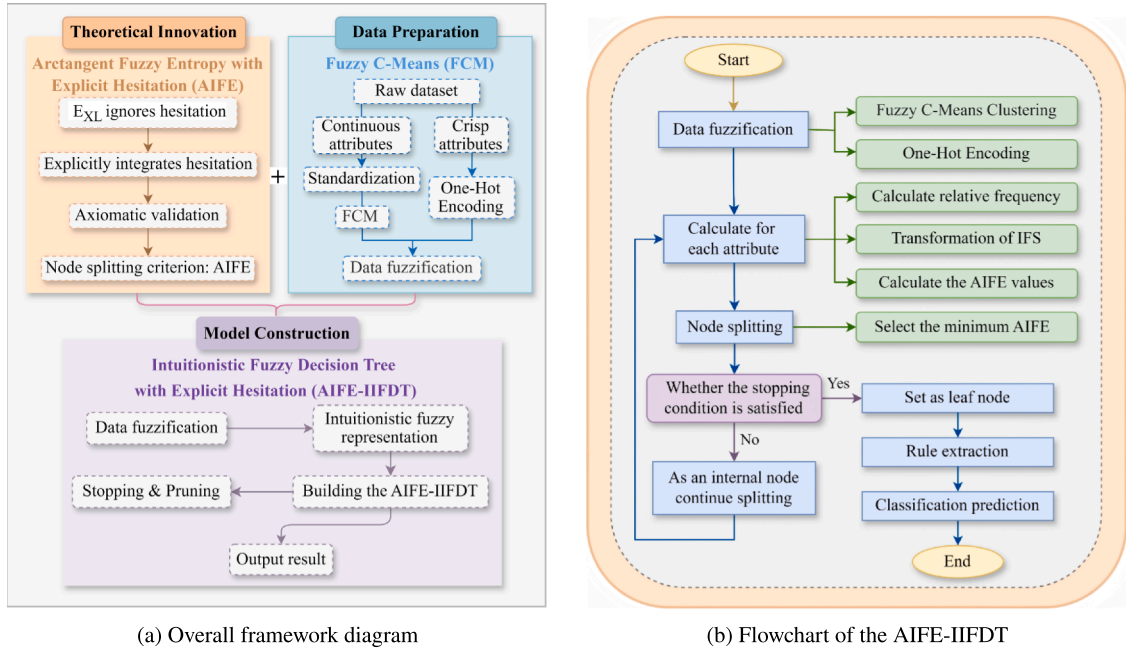 Theoretical Innovation
Arctangent Fuzzy Entropy with
Explicit Hesitation (AIFE)
EXL ignores hesitation
Explicitly integrates hesitation
Axiomatic validation
Node splitting criterion: AIFE
+
Data Preparation
Fuzzy C-Means (FCM)
Raw dataset
Continuous
attributes
Crisp
attributes
Standardization
FCM
One-Hot
Encoding
Data fuzzification
Model Construction
Intuitionistic Fuzzy Decision Tree
with Explicit Hesitation (AIFE-IIFDT)
Data fuzzification
Intuitionistic fuzzy
representation
Stopping & Pruning
Building the AIFE-IIFDT
Output result
(a) Overall framework diagram
Start
Data fuzzification
Fuzzy C-Means Clustering
One-Hot Encoding
Calculate for
each attribute
Calculate relative frequency
Transformation of IFS
Calculate the AIFE values
Node splitting
Select the minimum AIFE
Whether the stopping
condition is satisfied
Yes
No
As an internal node
continue splitting
Set as leaf node
Rule extraction
Classification prediction
End
(b) Flowchart of the AIFE-IIFDT